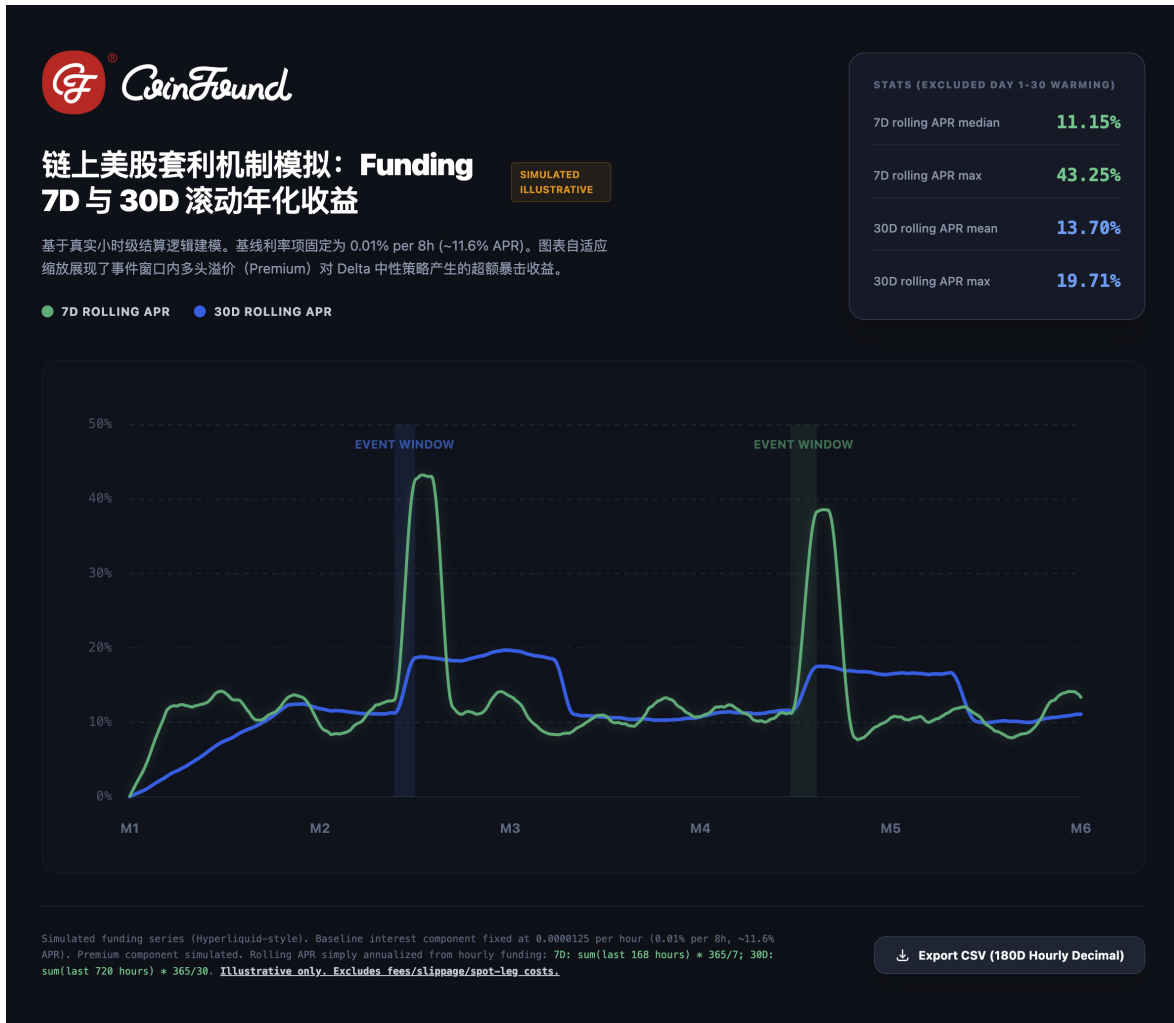 CoinFound®
链上美股套利机制模拟：Funding
7D 与 30D 滚动年化收益
SIMULATED
ILLUSTRATIVE
基于真实小时级结算逻辑建模。基线利率项固定为 0.01% per 8h (~11.6% APR)。图表自适应
缩放展现了事件窗口内多头溢价（Premium）对 Delta 中性策略产生的超额暴击收益。
7D ROLLING APR
30D ROLLING APR
STATS (EXCLUDED DAY 1-30 WARMING)
7D rolling APR median 11.15%
7D rolling APR max 43.25%
30D rolling APR mean 13.70%
30D rolling APR max 19.71%
50%
EVENT WINDOW
EVENT WINDOW
40%
30%
20%
10%
0%
M1 M2 M3 M4 M5 M6
Simulated funding series (Hyperliquid-style). Baseline interest component fixed at 0.0000125 per hour (0.01% per 8h, ~11.6%
APR). Premium component simulated. Rolling APR simply annualized from hourly funding: 7D: sum(last 168 hours) * 365/7; 30D:
sum(last 720 hours) * 365/30. Illustrative only. Excludes fees/slippage/spot-leg costs.
Export CSV (180D Hourly Decimal)